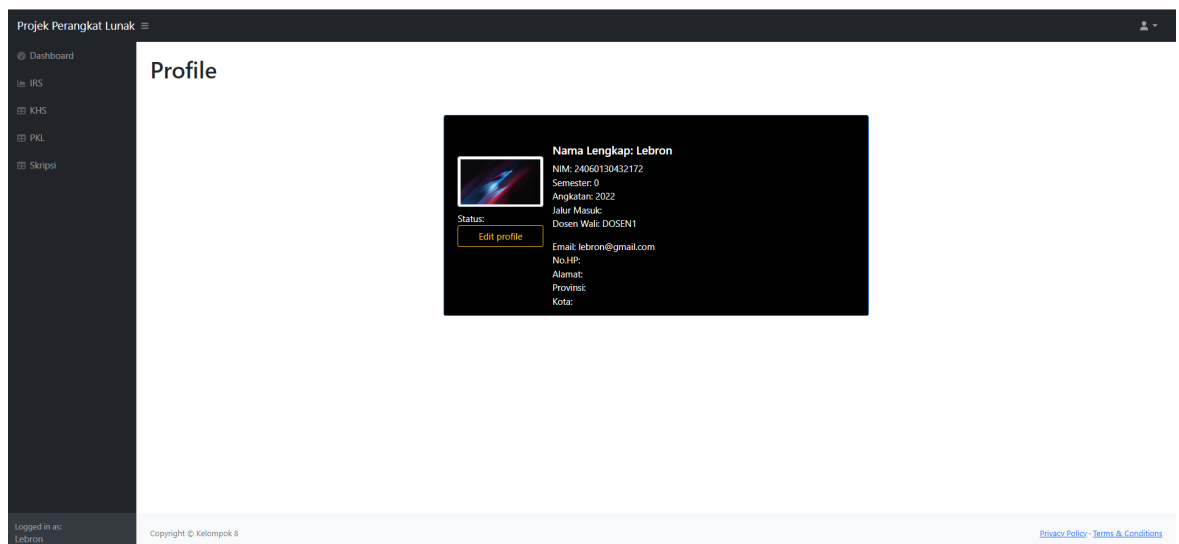 Projek Perangkat Lunak
Dashboard
IRS
KHS
PKL
Skripsi
Profile
Nama Lengkap: Lebron
NIM: 24060130432172
Semester: 0
Angkatan: 2022
Jalur Masuk:
Dosen Wali: DOSEN1
Status:
Edit profile
Email: lebron@gmail.com
No.HP:
Alamat:
Provinsi:
Kota:
Logged in as:
Lebron
Copyright © Kelompok 8
Privacy Policy · Terms & Conditions